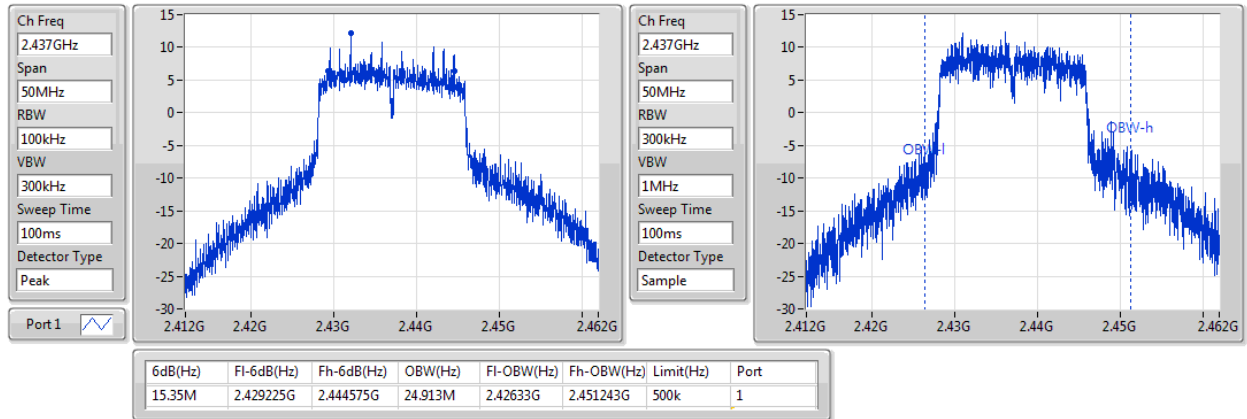 Ch Freq
2.437GHz
Span
50MHz
RBW
100kHz
VBW
300kHz
Sweep Time
100ms
Detector Type
Peak
Port 1
15
10
5
0
-5
-10
-15
-20
-25
-30
2.412G 2.42G 2.43G 2.44G 2.45G 2.462G
Ch Freq
2.437GHz
Span
50MHz
RBW
300kHz
VBW
1MHz
Sweep Time
100ms
Detector Type
Sample
15
10
5
0
-5
-10
-15
-20
-25
-30
OBW-l
OBW-h
2.412G 2.42G 2.43G 2.44G 2.45G 2.462G
6dB(Hz) Fl-6dB(Hz) Fh-6dB(Hz) OBW(Hz) Fl-OBW(Hz) Fh-OBW(Hz) Limit(Hz) Port
15.35M 2.429225G 2.444575G 24.913M 2.42633G 2.451243G 500k 1